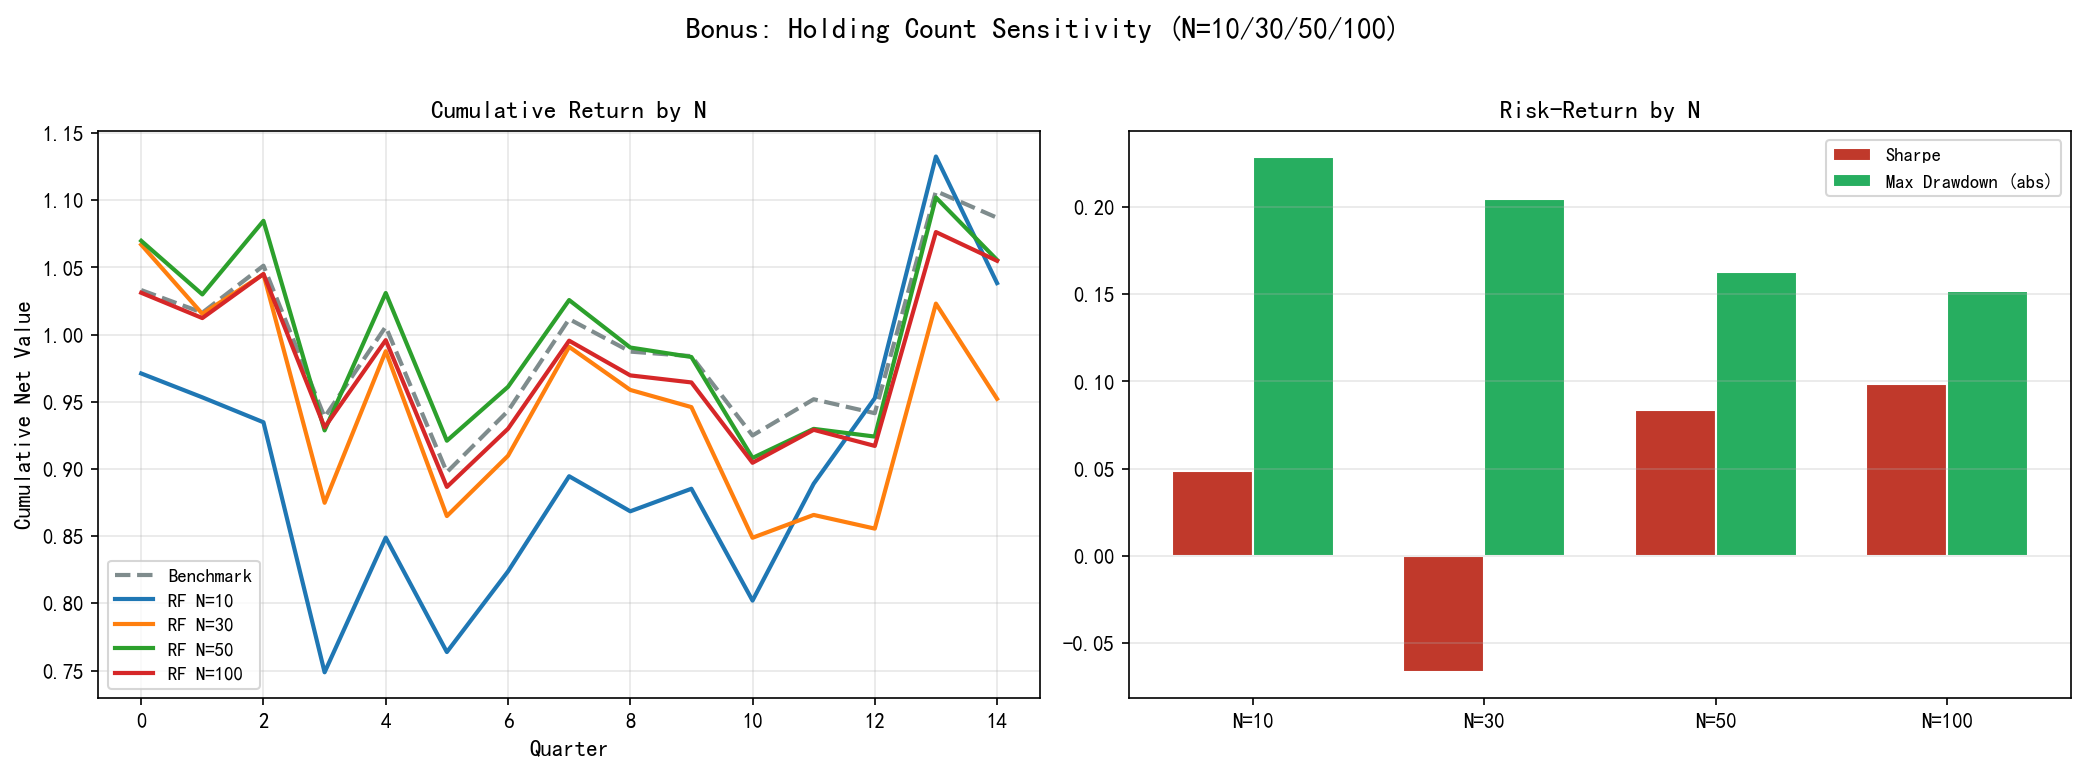 Bonus: Holding Count Sensitivity (N=10/30/50/100)
Cumulative Return by N
Cumulative Net Value
1.15
1.10
1.05
1.00
0.95
0.90
0.85
0.80
0.75
Benchmark
RF N=10
RF N=30
RF N=50
RF N=100
0 2 4 6 8 10 12 14
Quarter
Risk-Return by N
Sharpe
Max Drawdown (abs)
0.20
0.15
0.10
0.05
0.00
-0.05
N=10 N=30 N=50 N=100